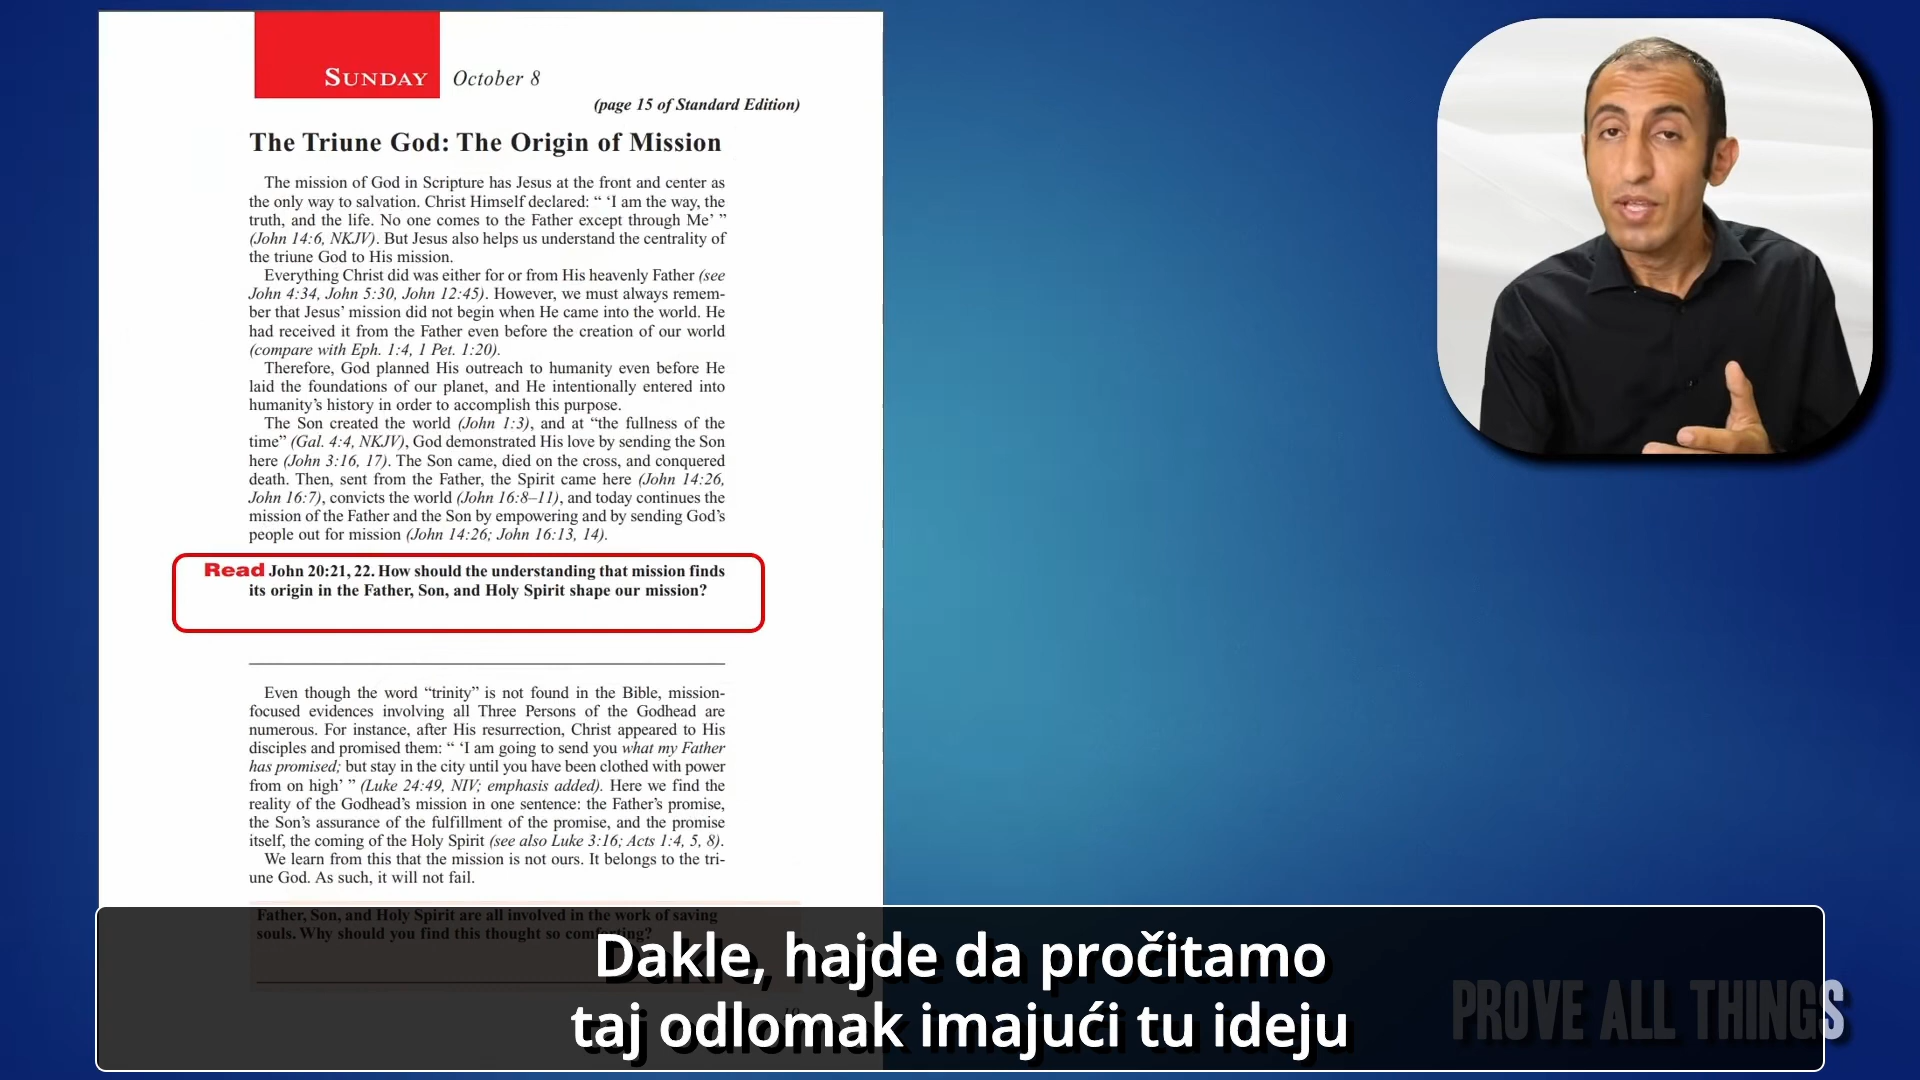 SUNDAY October 8
(page 15 of Standard Edition)
The Triune God: The Origin of Mission
The mission of God in Scripture has Jesus at the front and center as
the only way to salvation. Christ Himself declared: “ ‘I am the way, the
truth, and the life. No one comes to the Father except through Me’ ”
(John 14:6, NKJV). But Jesus also helps us understand the centrality of
the triune God to His mission.
Everything Christ did was either for or from His heavenly Father (see
John 4:34, John 5:30, John 12:45). However, we must always remem-
ber that Jesus’ mission did not begin when He came into the world. He
had received it from the Father even before the creation of our world
(compare with Eph. 1:4, 1 Pet. 1:20).
Therefore, God planned His outreach to humanity even before He
laid the foundations of our planet, and He intentionally entered into
humanity’s history in order to accomplish this purpose.
The Son created the world (John 1:3), and at “the fullness of the
time” (Gal. 4:4, NKJV), God demonstrated His love by sending the Son
here (John 3:16, 17). The Son came, died on the cross, and conquered
death. Then, sent from the Father, the Spirit came here (John 14:26,
John 16:7), convicts the world (John 16:8–11), and today continues the
mission of the Father and the Son by empowering and by sending God’s
people out for mission (John 14:26; John 16:13, 14).
Read John 20:21, 22. How should the understanding that mission finds
its origin in the Father, Son, and Holy Spirit shape our mission?
Even though the word “trinity” is not found in the Bible, mission-
focused evidences involving all Three Persons of the Godhead are
numerous. For instance, after His resurrection, Christ appeared to His
disciples and promised them: “ ‘I am going to send you what my Father
has promised; but stay in the city until you have been clothed with power
from on high’ ” (Luke 24:49, NIV; emphasis added). Here we find the
reality of the Godhead’s mission in one sentence: the Father’s promise,
the Son’s assurance of the fulfillment of the promise, and the promise
itself, the coming of the Holy Spirit (see also Luke 3:16; Acts 1:4, 5, 8).
We learn from this that the mission is not ours. It belongs to the tri-
une God. As such, it will not fail.
Father, Son, and Holy Spirit are all involved in the work of saving
souls. Why should you find this thought so comforting?
Dakle, hajde da pročitamo
taj odlomak imajući tu ideju
PROVE ALL THINGS